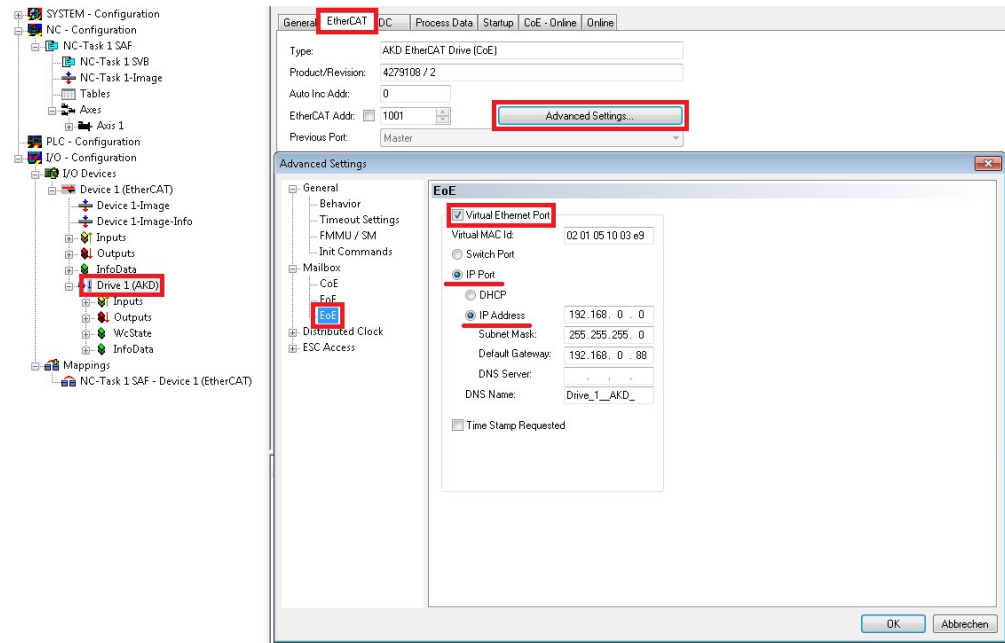 SYSTEM - Configuration
NC - Configuration
NC-Task 1 SAF
NC-Task 1 SVB
NC-Task 1-Image
Tables
Axes
Axis 1
PLC - Configuration
I/O - Configuration
I/O Devices
Device 1 (EtherCAT)
Device 1-Image
Device 1-Image-Info
Inputs
Outputs
InfoData
Drive 1 (AKD)
Inputs
Outputs
WcState
InfoData
Mappings
NC-Task 1 SAF - Device 1 (EtherCAT)
General EtherCAT DC Process Data Startup CoE - Online Online
Type: AKD EtherCAT Drive (CoE)
Product/Revision: 4279108 / 2
Auto Inc Addr: 0
EtherCAT Addr: 1001 Advanced Settings...
Previous Port: Master
Advanced Settings
General
Behavior
Timeout Settings
FMMU / SM
Init Commands
Mailbox
CoE
FoE
EoE
Distributed Clock
ESC Access
EoE
Virtual Ethernet Port
Virtual MAC Id: 02 01 05 10 03 e9
Switch Port
IP Port
DHCP
IP Address 192.168. 0 . 0
Subnet Mask: 255.255.255. 0
Default Gateway: 192.168. 0 . 88
DNS Server: . . .
DNS Name: Drive_1__AKD_
Time Stamp Requested
OK Abbrechen